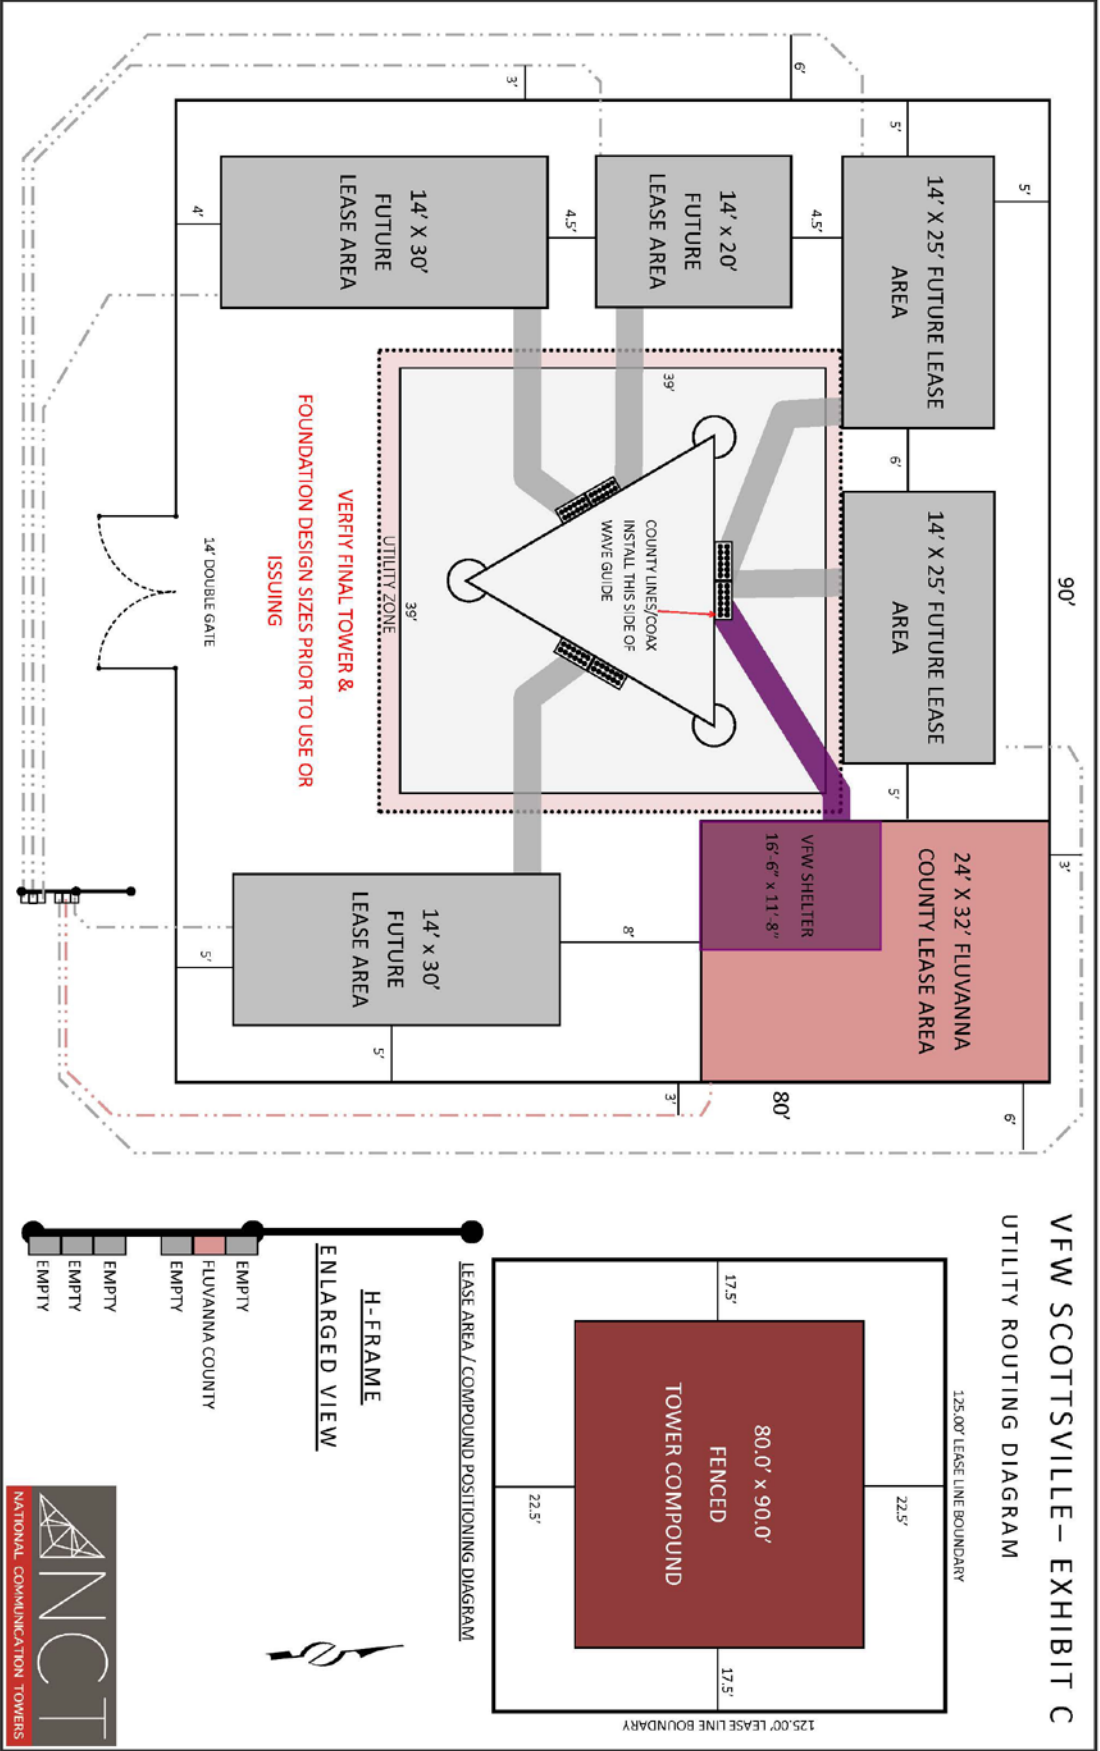 VFW SCOTTSVILLE– EXHIBIT C
UTILITY ROUTING DIAGRAM
90'
80'
6'
3'
5'
5'
14' X 25' FUTURE LEASE
AREA
6'
14' X 25' FUTURE LEASE
AREA
5'
3'
24' X 32' FLUVANNA
COUNTY LEASE AREA
VFW SHELTER
16'-6" x 11'-8"
6'
3'
4.5'
14' x 20'
FUTURE
LEASE AREA
4.5'
14' X 30'
FUTURE
LEASE AREA
4'
39'
COUNTY LINES/COAX
INSTALL THIS SIDE OF
WAVE GUIDE
39'
UTILITY ZONE
VERFIY FINAL TOWER &
FOUNDATION DESIGN SIZES PRIOR TO USE OR
ISSUING
8'
14' x 30'
FUTURE
LEASE AREA
5'
5'
14' DOUBLE GATE
125.00' LEASE LINE BOUNDARY
125.00' LEASE LINE BOUNDARY
22.5'
17.5'
80.0' x 90.0'
FENCED
TOWER COMPOUND
17.5'
22.5'
LEASE AREA / COMPOUND POSITIONING DIAGRAM
H-FRAME
ENLARGED VIEW
EMPTY
FLUVANNA COUNTY
EMPTY
EMPTY
EMPTY
EMPTY
NCT
NATIONAL COMMUNICATION TOWERS